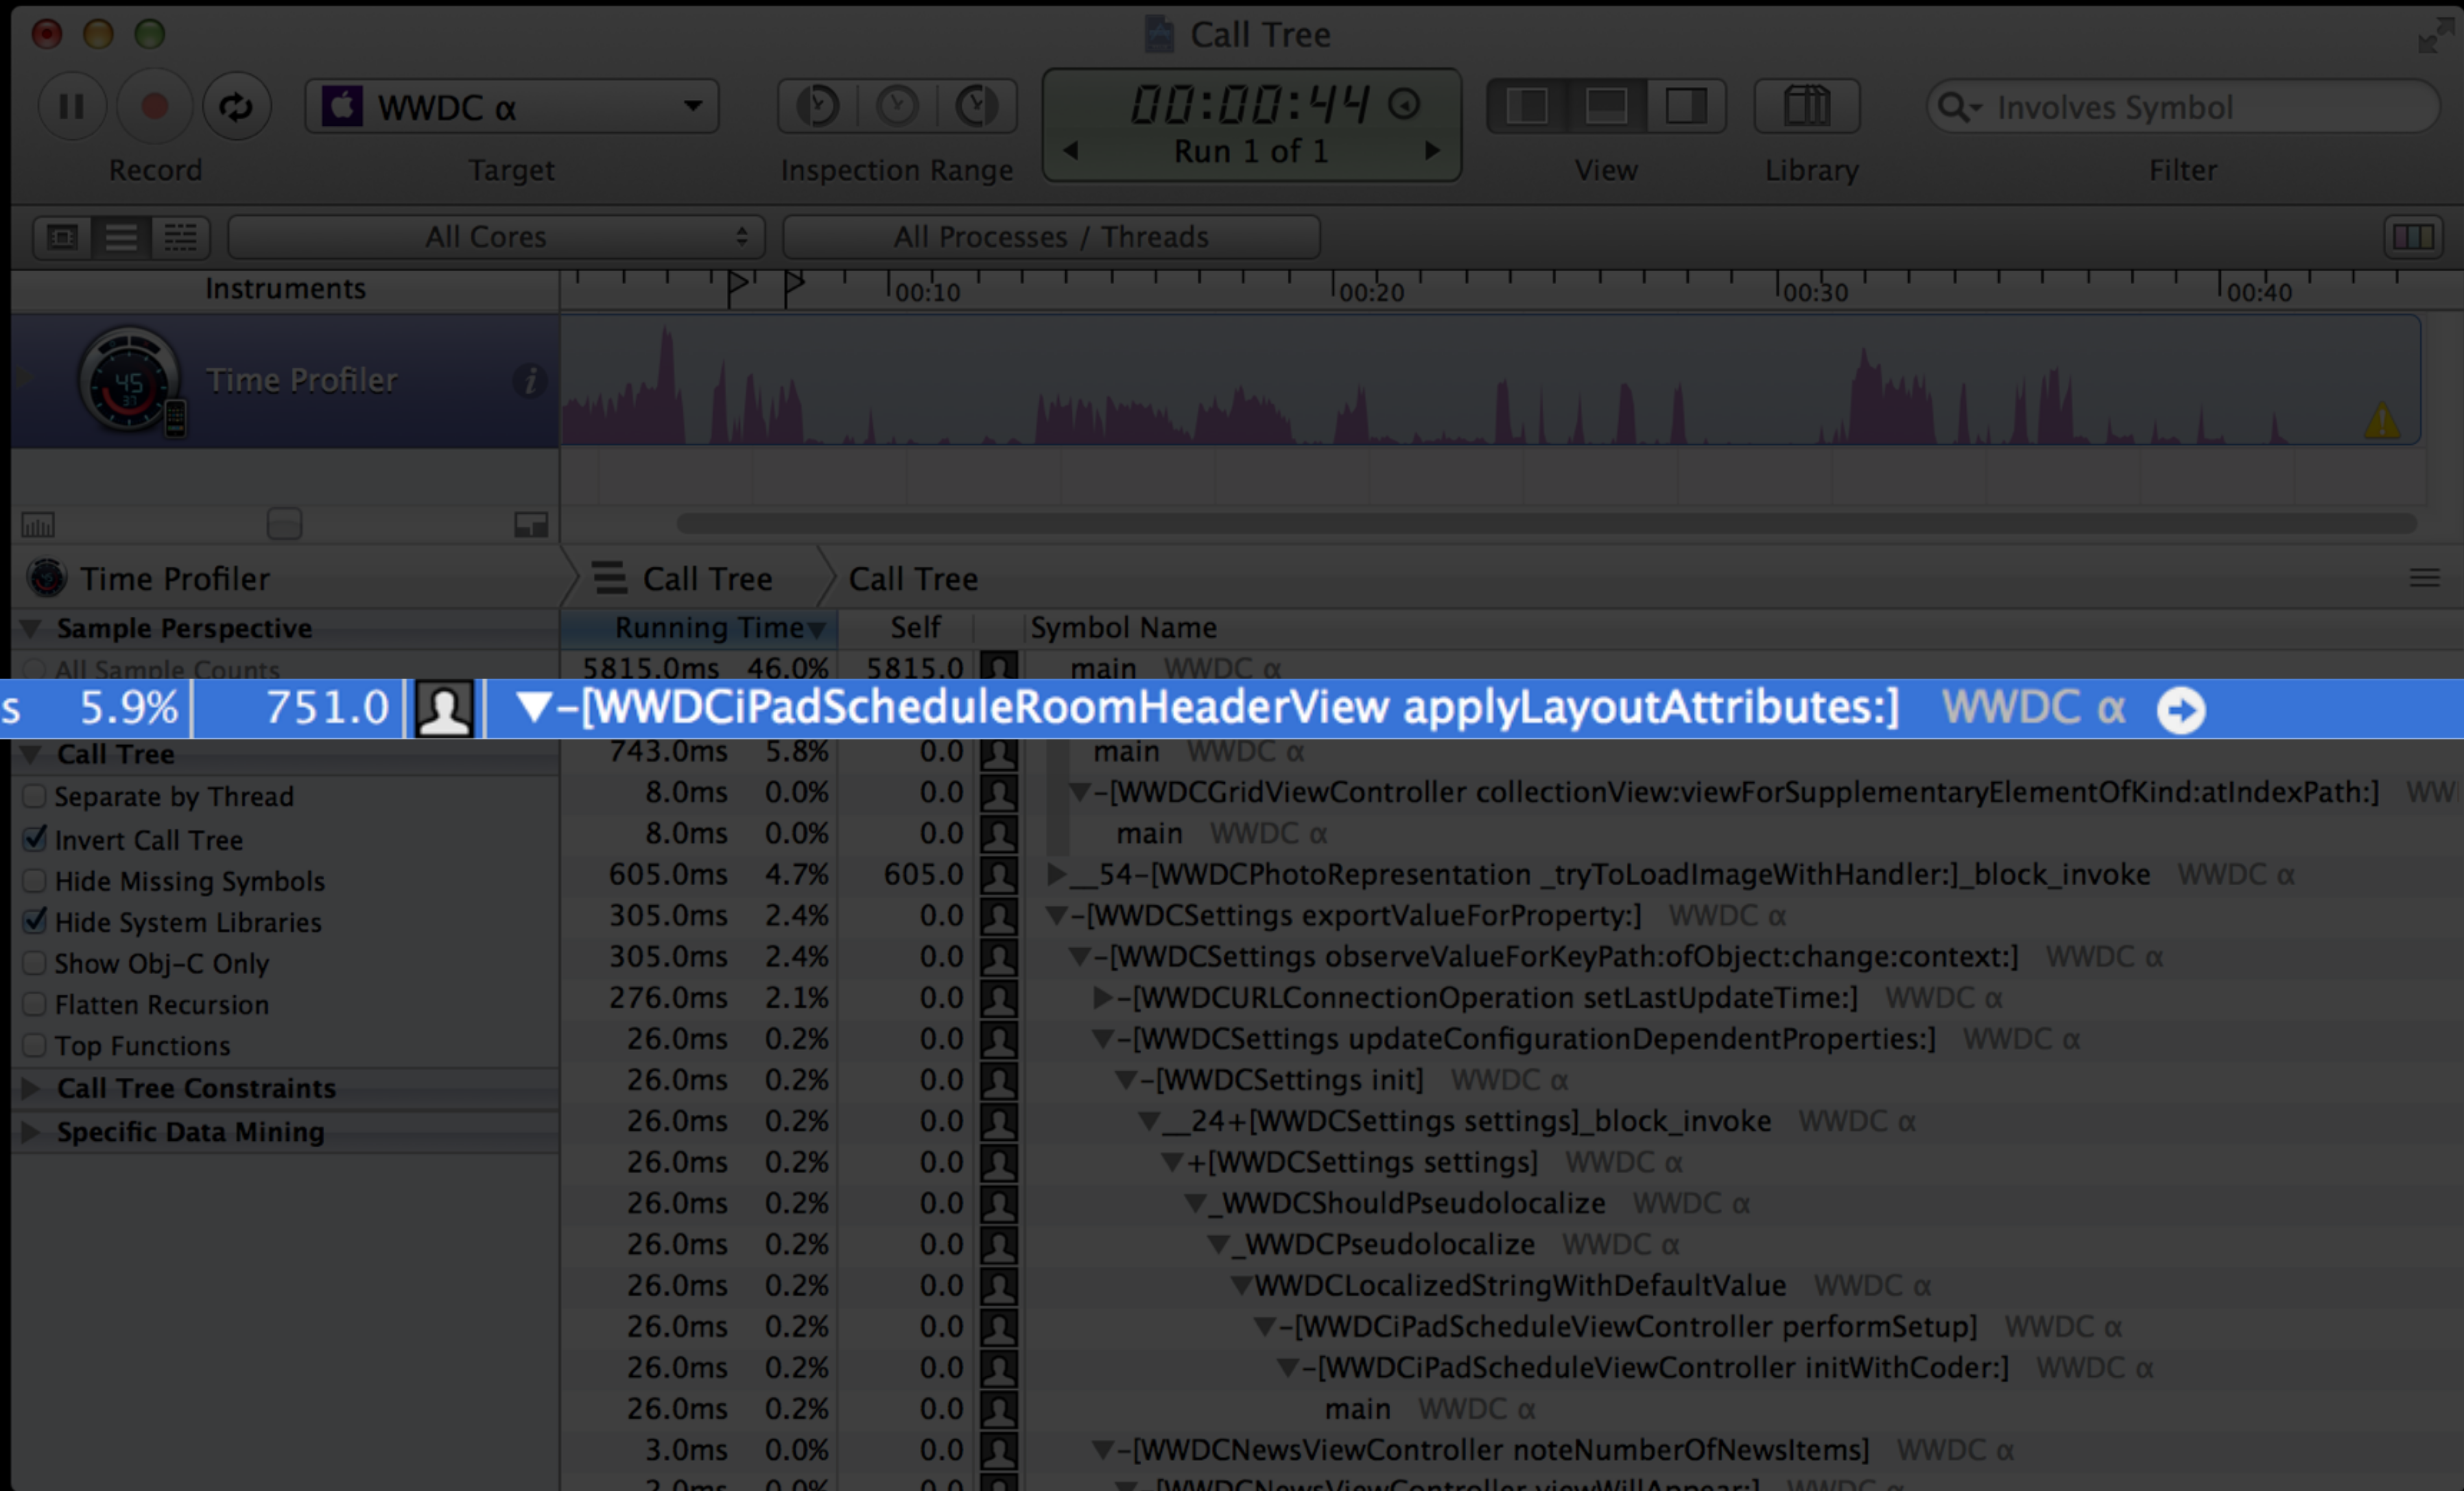 Call Tree
WWDC α
00:00:44
Run 1 of 1
Involves Symbol
Record
Target
Inspection Range
View
Library
Filter
All Cores
All Processes / Threads
Instruments
00:10
00:20
00:30
00:40
45
37
Time Profiler
Time Profiler
Call Tree
Call Tree
Sample Perspective
Running Time Self Symbol Name
All Sample Counts
5815.0ms 46.0% 5815.0 main WWDC α
s 5.9% 751.0 -[WWDCiPadScheduleRoomHeaderView applyLayoutAttributes:] WWDC α
Call Tree
Separate by Thread
Invert Call Tree
Hide Missing Symbols
Hide System Libraries
Show Obj-C Only
Flatten Recursion
Top Functions
Call Tree Constraints
Specific Data Mining
743.0ms 5.8% 0.0 main WWDC α
8.0ms 0.0% 0.0 -[WWDCGridViewController collectionView:viewForSupplementaryElementOfKind:atIndexPath:] WW
8.0ms 0.0% 0.0 main WWDC α
605.0ms 4.7% 605.0 __54-[WWDCPhotoRepresentation _tryToLoadImageWithHandler:]_block_invoke WWDC α
305.0ms 2.4% 0.0 -[WWDCSettings exportValueForProperty:] WWDC α
305.0ms 2.4% 0.0 -[WWDCSettings observeValueForKeyPath:ofObject:change:context:] WWDC α
276.0ms 2.1% 0.0 -[WWDCURLConnectionOperation setLastUpdateTime:] WWDC α
26.0ms 0.2% 0.0 -[WWDCSettings updateConfigurationDependentProperties:] WWDC α
26.0ms 0.2% 0.0 -[WWDCSettings init] WWDC α
26.0ms 0.2% 0.0 __24+[WWDCSettings settings]_block_invoke WWDC α
26.0ms 0.2% 0.0 +[WWDCSettings settings] WWDC α
26.0ms 0.2% 0.0 _WWDCShouldPseudolocalize WWDC α
26.0ms 0.2% 0.0 _WWDCPseudolocalize WWDC α
26.0ms 0.2% 0.0 WWDCLocalizedStringWithDefaultValue WWDC α
26.0ms 0.2% 0.0 -[WWDCiPadScheduleViewController performSetup] WWDC α
26.0ms 0.2% 0.0 -[WWDCiPadScheduleViewController initWithCoder:] WWDC α
26.0ms 0.2% 0.0 main WWDC α
3.0ms 0.0% 0.0 -[WWDCNewsViewController noteNumberOfNewsItems] WWDC α
-[WWDCNewsViewController viewWillAppear:] WWDC α